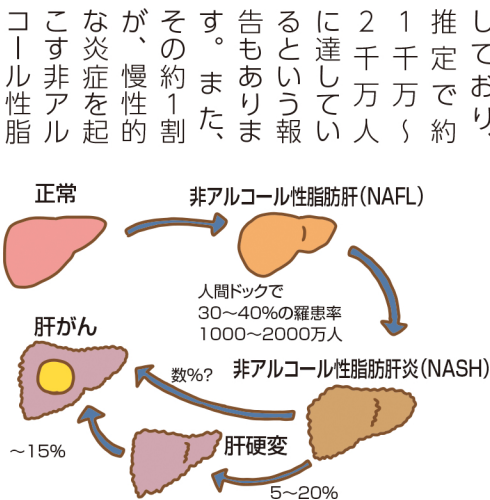 しており、
推定で約
1千万～
2千万人
に達してい
るという報
告もありま
す。また、
その約1割
が、慢性的
な炎症を起
こす非アル
コール性脂
正常
非アルコール性脂肪肝(NAFL)
人間ドックで
30～40%の羅患率
1000～2000万人
肝がん
数%?
非アルコール性脂肪肝炎(NASH)
肝硬変
～15%
5～20%